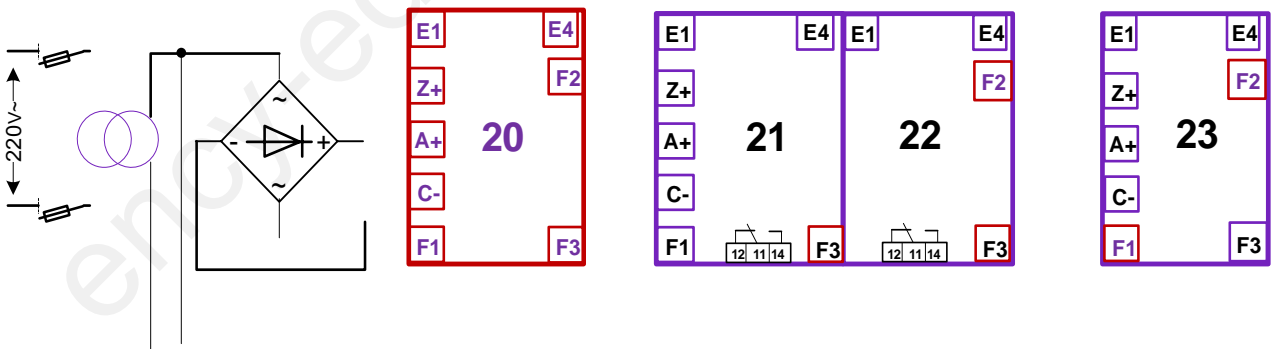 220V~
~
- +
~
E1 E4
Z+ F2
A+ 20
C-
F1 F3
E1 E4
Z+
A+ 21
C-
F1 12 11 14 F3
E1 E4
F2
22
12 11 14 F3
E1 E4
Z+ F2
A+ 23
C-
F1 F3